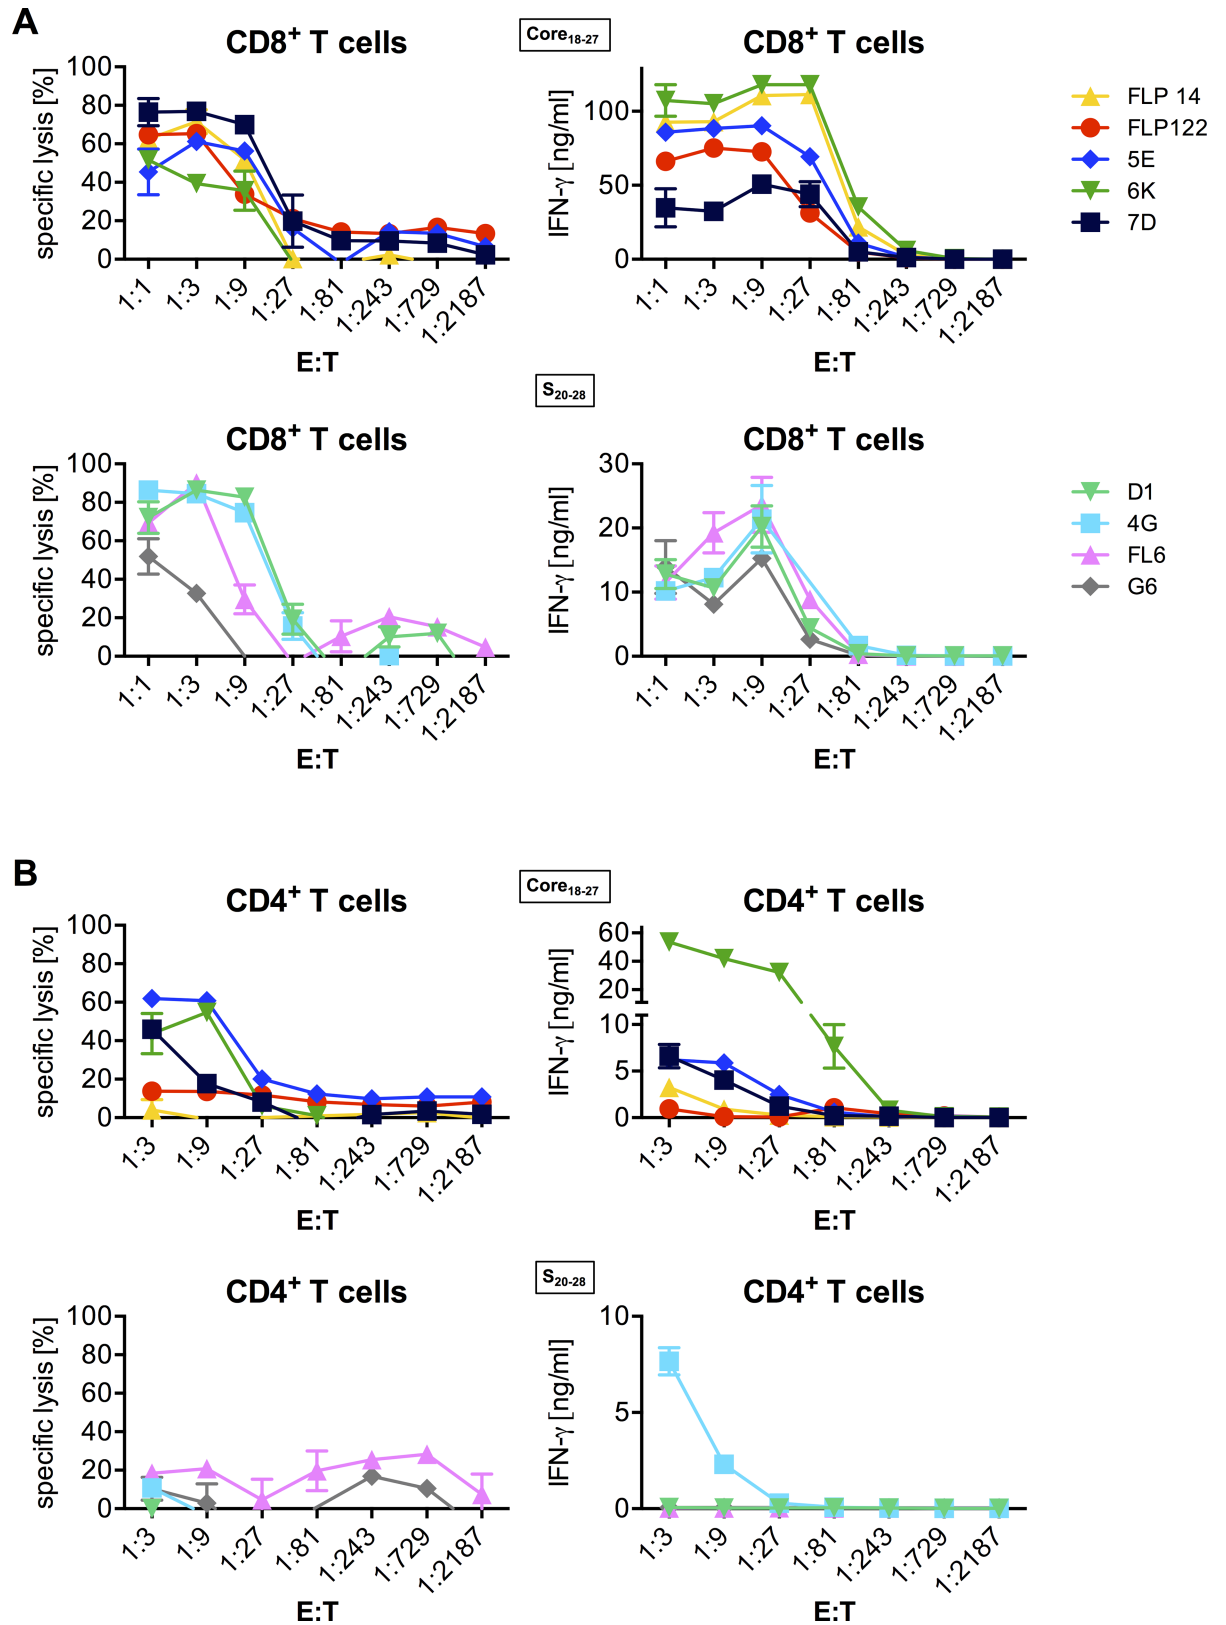 A
Core18-27
CD8+ T cells
CD8+ T cells
specific lysis [%]
100
80
60
40
20
0
1:1
1:3
1:9
1:27
1:81
1:243
1:729
1:2187
E:T
IFN-γ [ng/ml]
100
50
0
1:1
1:3
1:9
1:27
1:81
1:243
1:729
1:2187
E:T
FLP 14
FLP122
5E
6K
7D
S20-28
CD8+ T cells
CD8+ T cells
specific lysis [%]
100
80
60
40
20
0
1:1
1:3
1:9
1:27
1:81
1:243
1:729
1:2187
E:T
IFN-γ [ng/ml]
30
20
10
0
1:1
1:3
1:9
1:27
1:81
1:243
1:729
1:2187
E:T
D1
4G
FL6
G6
B
Core18-27
CD4+ T cells
CD4+ T cells
specific lysis [%]
100
80
60
40
20
0
1:3
1:9
1:27
1:81
1:243
1:729
1:2187
E:T
IFN-γ [ng/ml]
60
40
20
10
5
0
1:3
1:9
1:27
1:81
1:243
1:729
1:2187
E:T
S20-28
CD4+ T cells
CD4+ T cells
specific lysis [%]
100
80
60
40
20
0
1:3
1:9
1:27
1:81
1:243
1:729
1:2187
E:T
IFN-γ [ng/ml]
10
5
0
1:3
1:9
1:27
1:81
1:243
1:729
1:2187
E:T